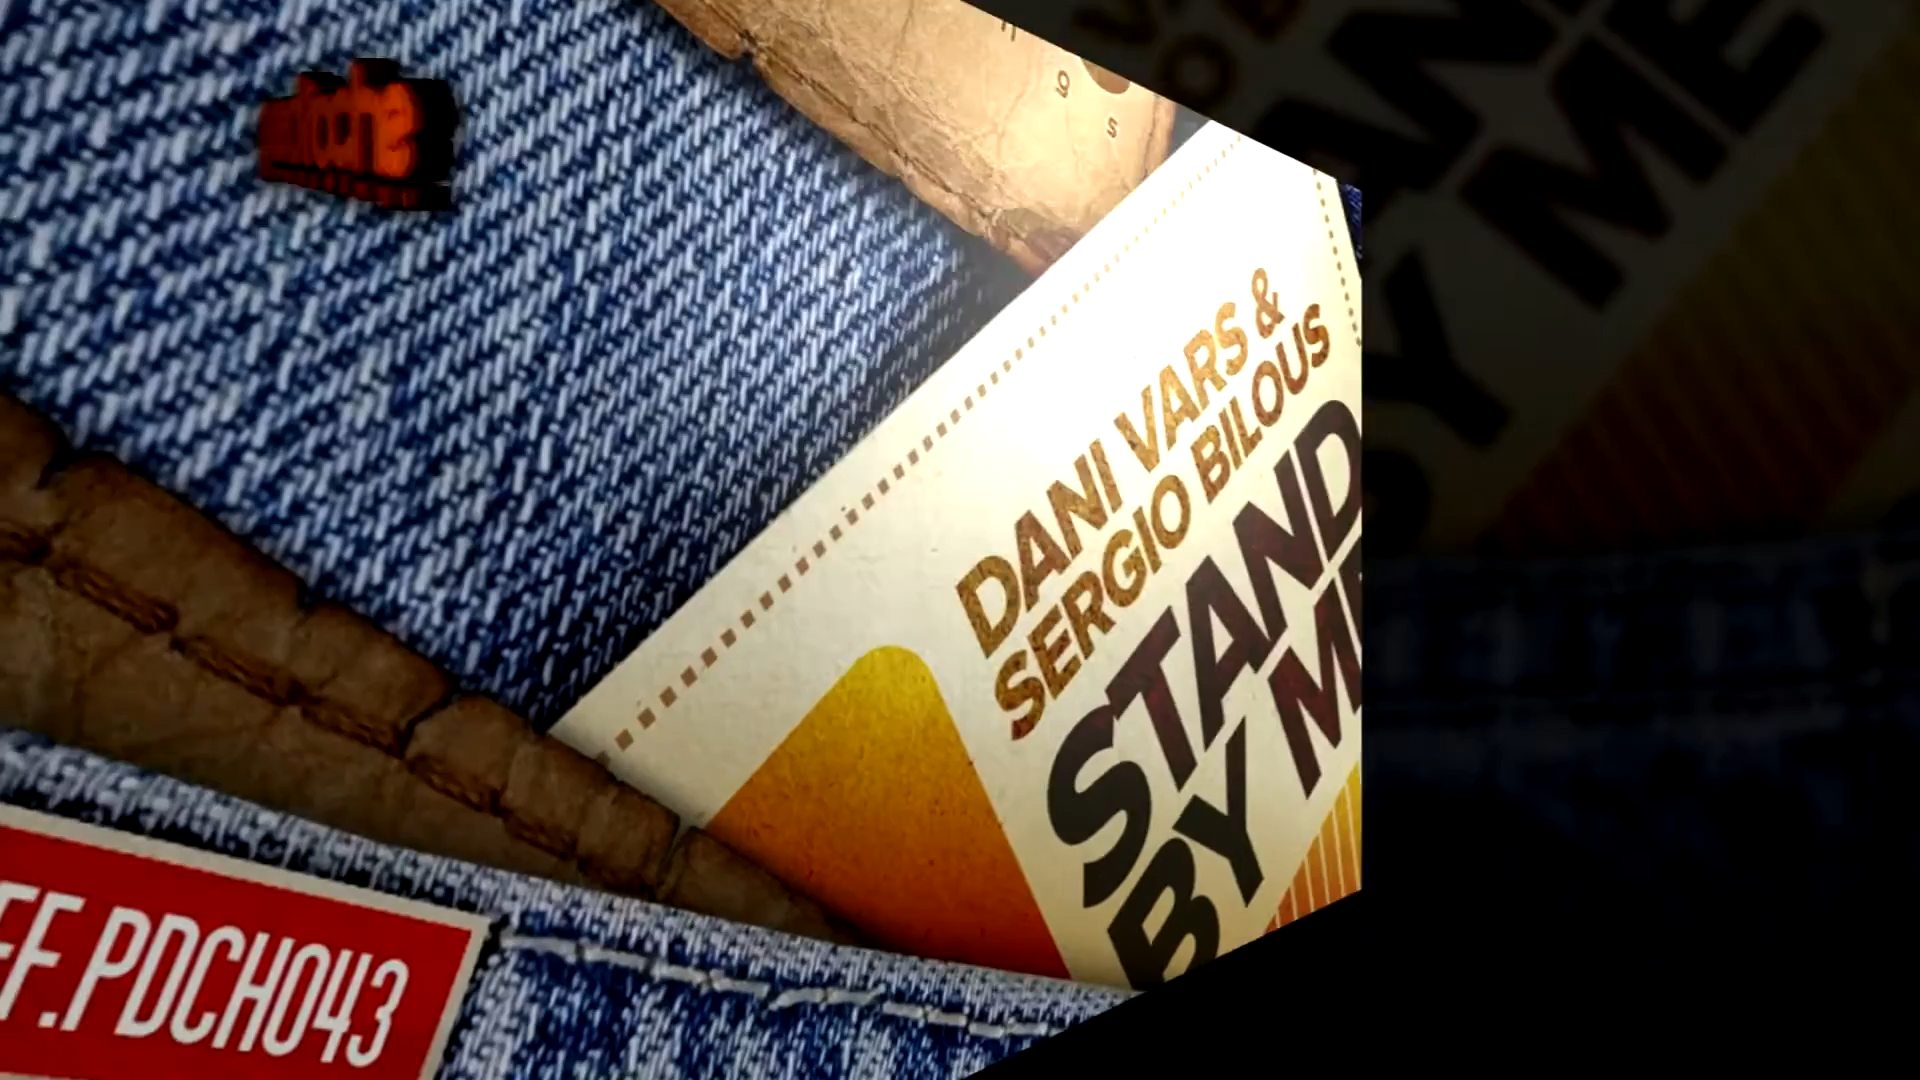 DANI VARS &
SERGIO BILOUS
STAND
BY ME
F.PDCH043